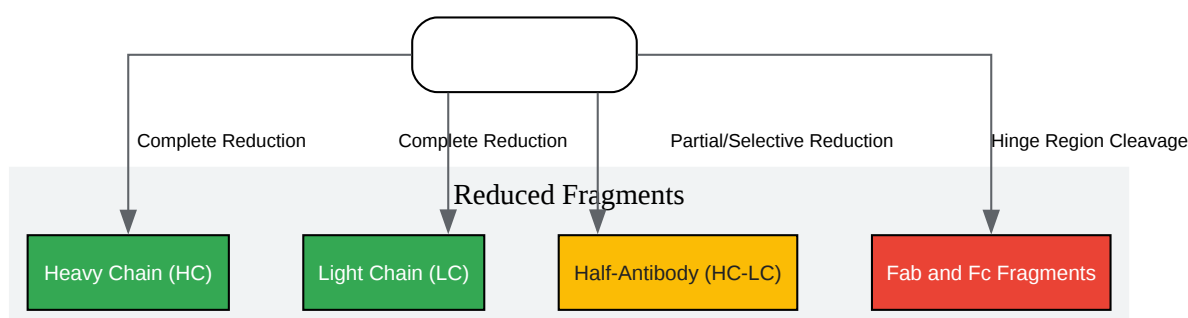 Complete Reduction
Complete Reduction
Partial/Selective Reduction
Hinge Region Cleavage
Reduced Fragments
Heavy Chain (HC)
Light Chain (LC)
Half-Antibody (HC-LC)
Fab and Fc Fragments